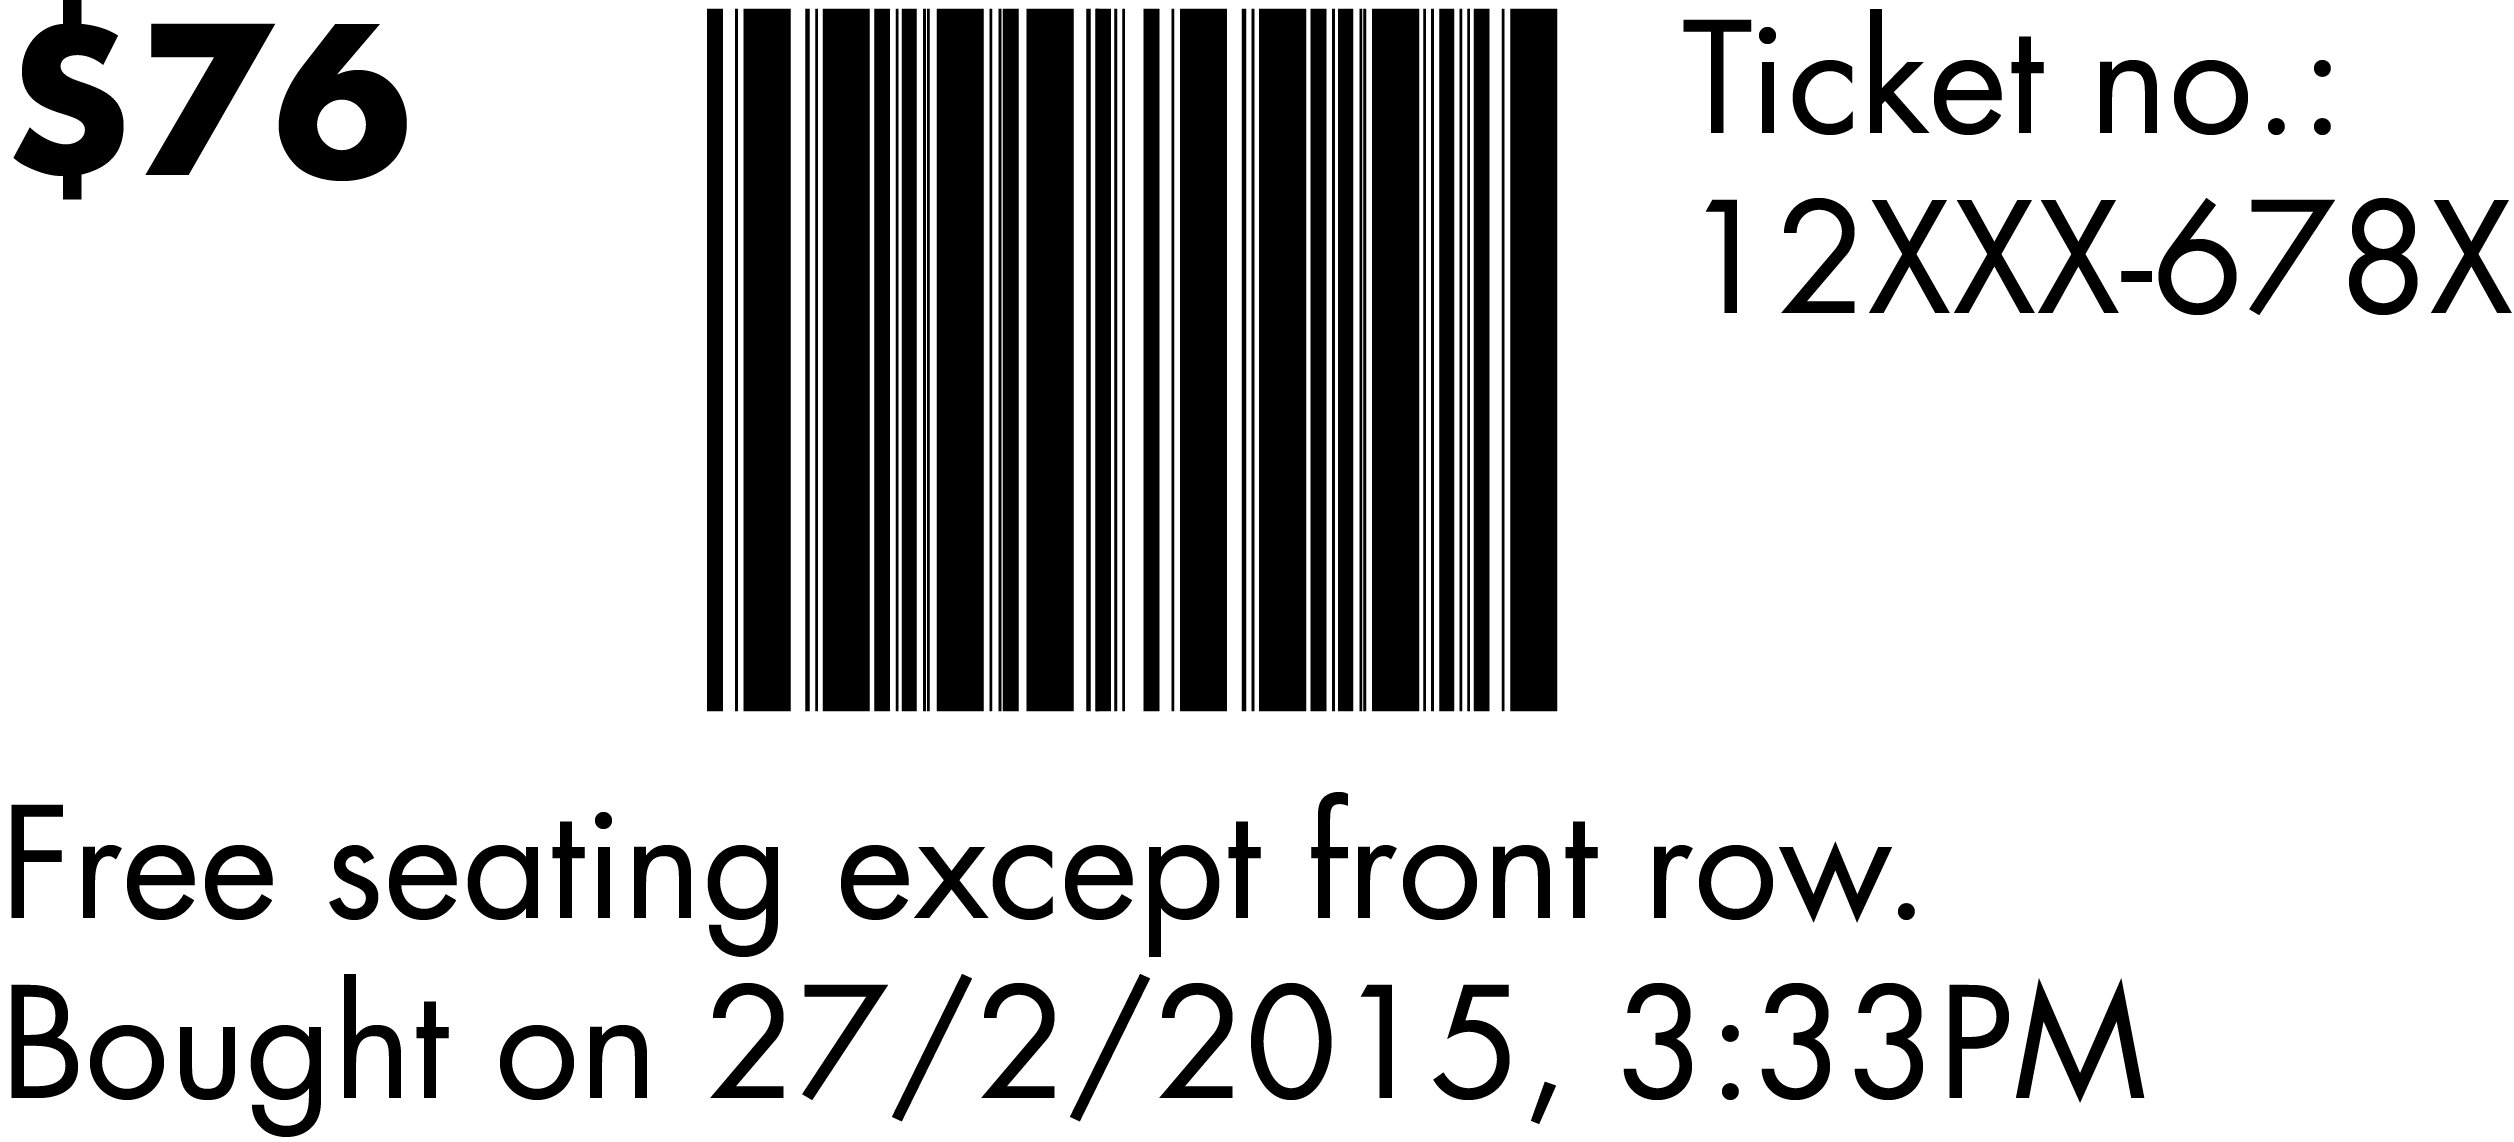 $76
Ticket no.:
12XXX-678X
Free seating except front row.
Bought on 27/2/2015, 3:33PM